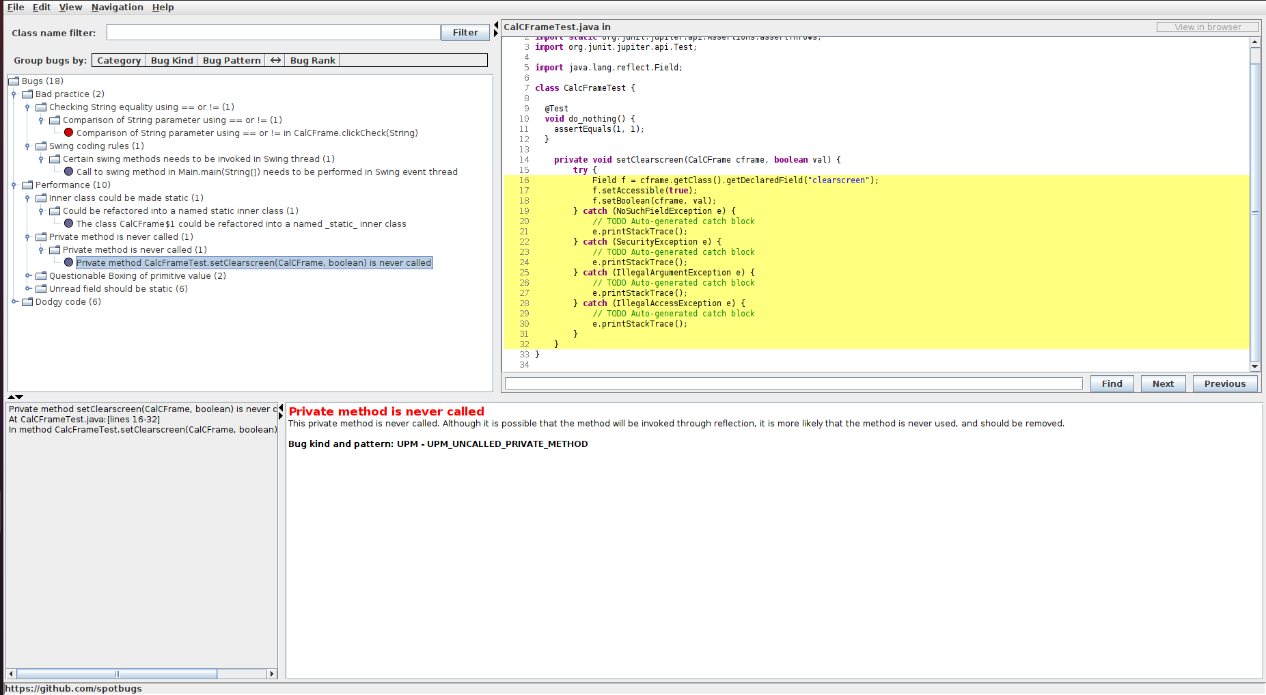 File Edit View Navigation Help
Class name filter: Filter
Group bugs by: Category Bug Kind Bug Pattern ↔ Bug Rank
Bugs (18)
Bad practice (2)
Checking String equality using == or != (1)
Comparison of String parameter using == or != (1)
Comparison of String parameter using == or != in CalCFrame.clickCheck(String)
Swing coding rules (1)
Certain swing methods needs to be invoked in Swing thread (1)
Call to swing method in Main.main(String[]) needs to be performed in Swing event thread
Performance (10)
Inner class could be made static (1)
Could be refactored into a named static inner class (1)
The class CalCFrame$1 could be refactored into a named _static_ inner class
Private method is never called (1)
Private method is never called (1)
Private method CalcFrameTest.setClearscreen(CalCFrame, boolean) is never called
Questionable Boxing of primitive value (2)
Unread field should be static (6)
Dodgy code (6)
CalCFrameTest.java in View in browser
2 import static org.junit.jupiter.api.Assertions.assertThrows;
3 import org.junit.jupiter.api.Test;
4
5 import java.lang.reflect.Field;
6
7 class CalcFrameTest {
8
9 @Test
10 void do_nothing() {
11 assertEquals(1, 1);
12 }
13
14 private void setClearscreen(CalCFrame cframe, boolean val) {
15 try {
16 Field f = cframe.getClass().getDeclaredField("clearscreen");
17 f.setAccessible(true);
18 f.setBoolean(cframe, val);
19 } catch (NoSuchFieldException e) {
20 // TODO Auto-generated catch block
21 e.printStackTrace();
22 } catch (SecurityException e) {
23 // TODO Auto-generated catch block
24 e.printStackTrace();
25 } catch (IllegalArgumentException e) {
26 // TODO Auto-generated catch block
27 e.printStackTrace();
28 } catch (IllegalAccessException e) {
29 // TODO Auto-generated catch block
30 e.printStackTrace();
31 }
32 }
33 }
34
Find Next Previous
Private method setClearscreen(CalCFrame, boolean) is never c
At CalCFrameTest.java:[lines 16-32]
In method CalcFrameTest.setClearscreen(CalCFrame, boolean)
Private method is never called
This private method is never called. Although it is possible that the method will be invoked through reflection, it is more likely that the method is never used, and should be removed.
Bug kind and pattern: UPM - UPM_UNCALLED_PRIVATE_METHOD
https://github.com/spotbugs